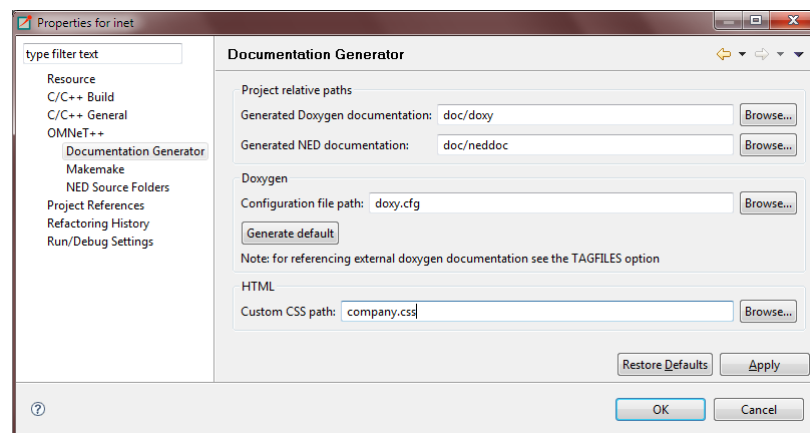 Properties for inet
type filter text
Resource
C/C++ Build
C/C++ General
OMNeT++
Documentation Generator
Makemake
NED Source Folders
Project References
Refactoring History
Run/Debug Settings
Documentation Generator
Project relative paths
Generated Doxygen documentation: doc/doxy Browse...
Generated NED documentation: doc/neddoc Browse...
Doxygen
Configuration file path: doxy.cfg Browse...
Generate default
Note: for referencing external doxygen documentation see the TAGFILES option
HTML
Custom CSS path: company.css Browse...
Restore Defaults Apply
? OK Cancel